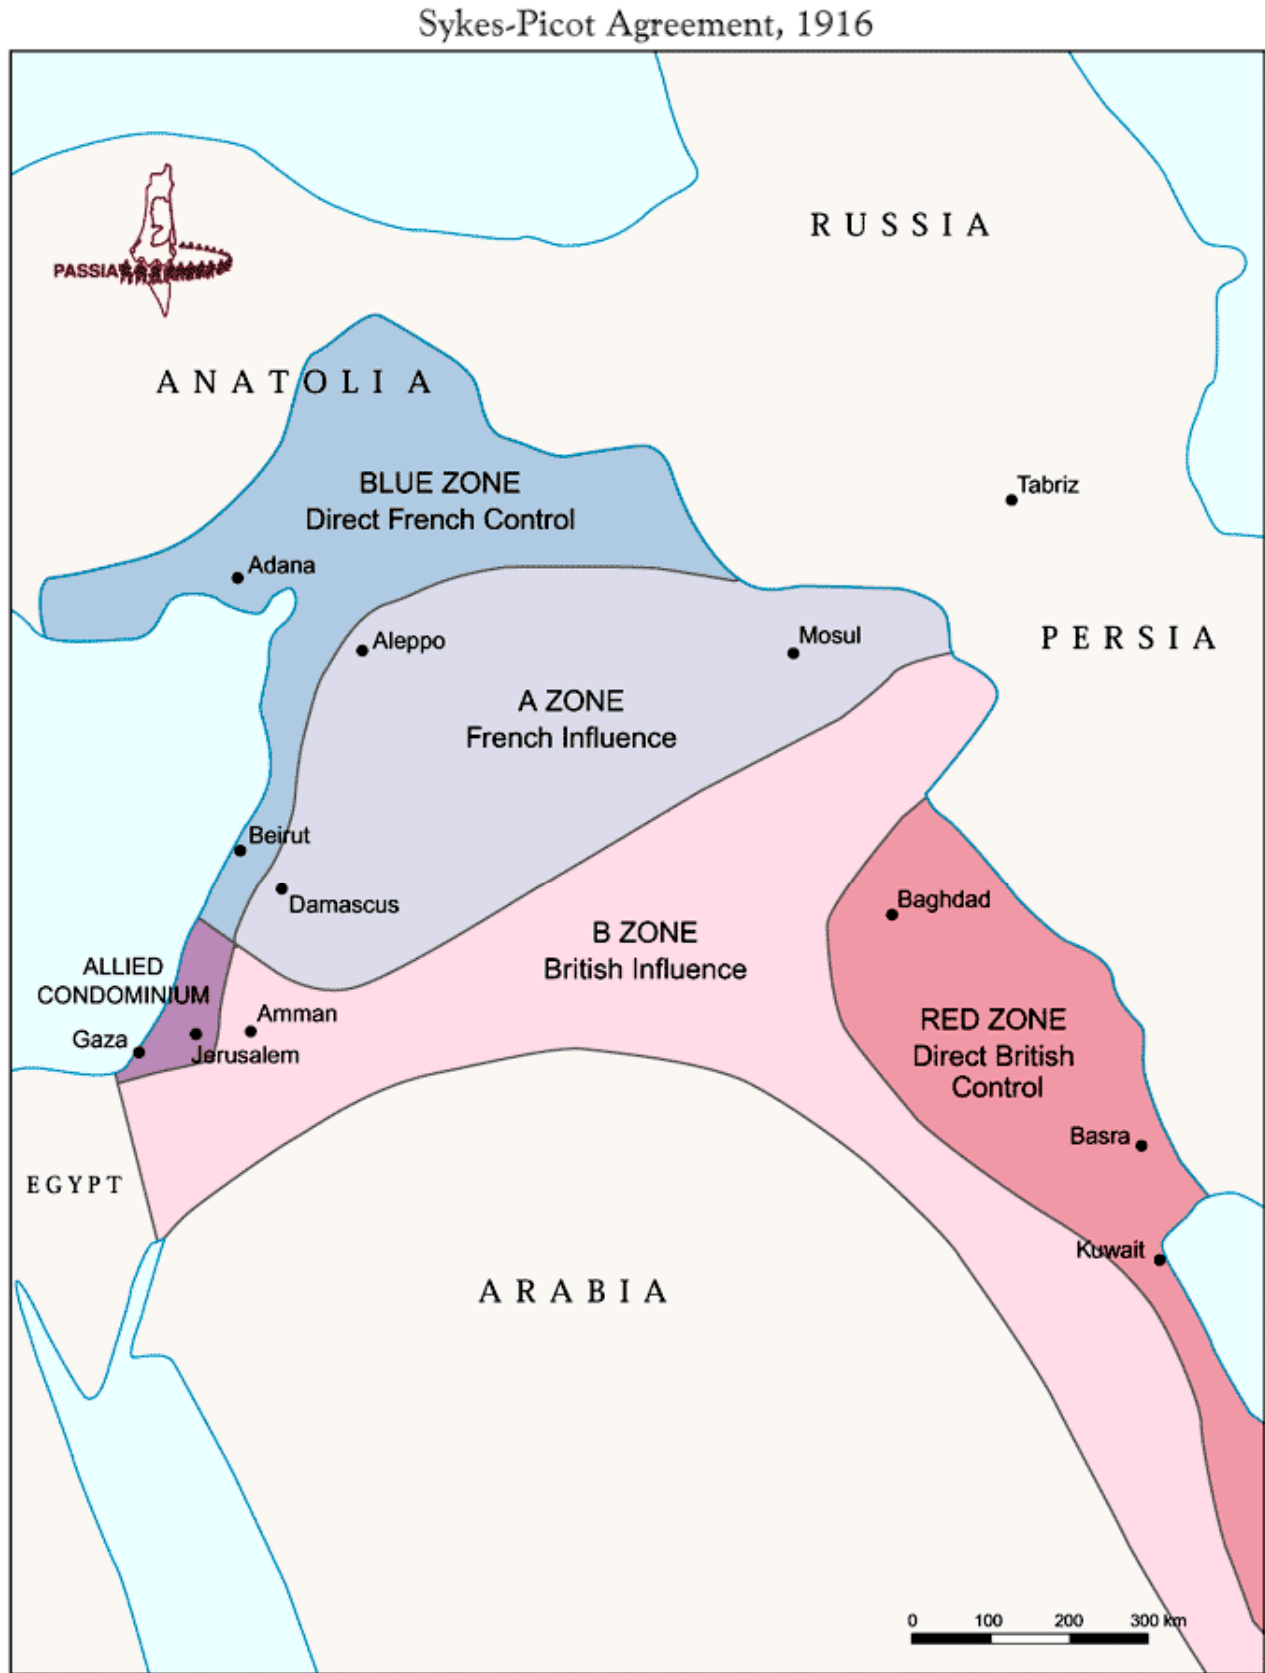 Sykes-Picot Agreement, 1916
RUSSIA
PASSIA
ANATOLIA
BLUE ZONE
Direct French Control
Tabriz
Adana
Aleppo
Mosul
PERSIA
A ZONE
French Influence
Beirut
Damascus
Baghdad
B ZONE
British Influence
ALLIED
CONDOMINIUM
Amman
Gaza
Jerusalem
RED ZONE
Direct British
Control
Basra
EGYPT
Kuwait
ARABIA
0 100 200 300 km